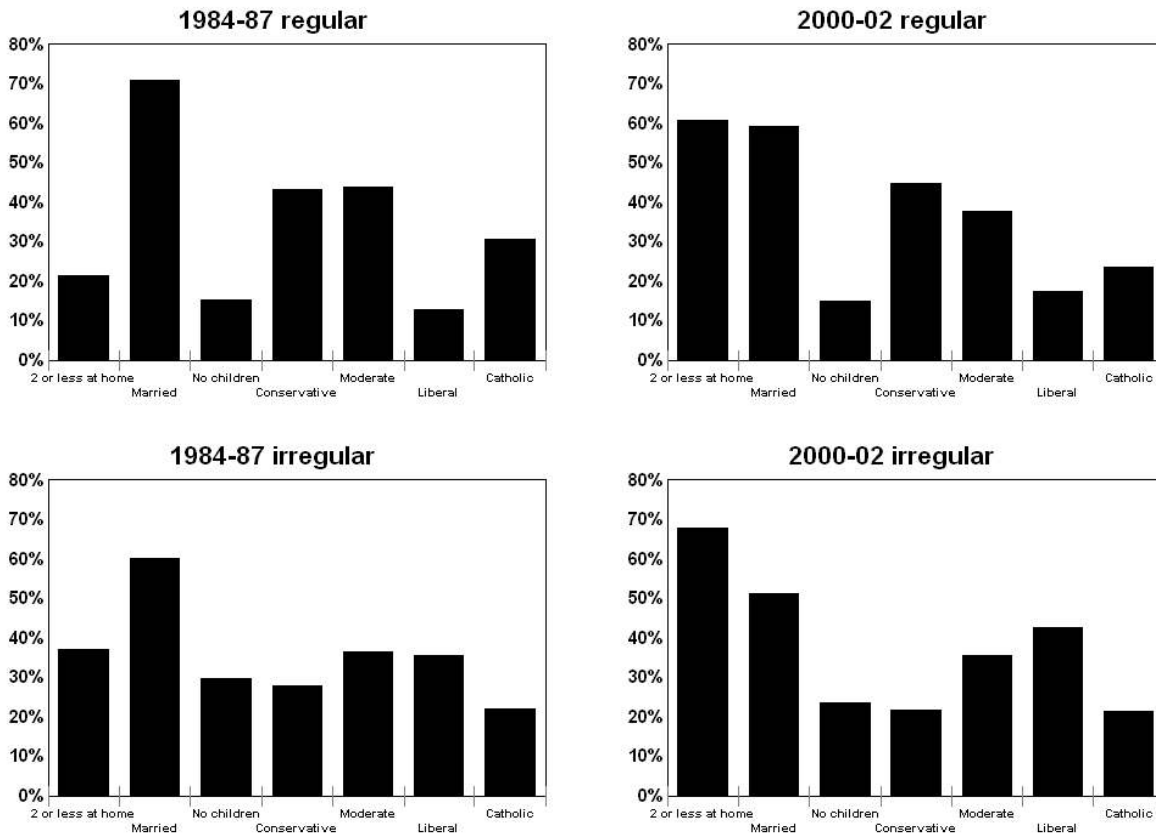 1984-87 regular
80%
70%
60%
50%
40%
30%
20%
10%
0%
2 or less at home
Married
No children
Conservative
Moderate
Liberal
Catholic
2000-02 regular
80%
70%
60%
50%
40%
30%
20%
10%
0%
2 or less at home
Married
No children
Conservative
Moderate
Liberal
Catholic
1984-87 irregular
80%
70%
60%
50%
40%
30%
20%
10%
0%
2 or less at home
Married
No children
Conservative
Moderate
Liberal
Catholic
2000-02 irregular
80%
70%
60%
50%
40%
30%
20%
10%
0%
2 or less at home
Married
No children
Conservative
Moderate
Liberal
Catholic